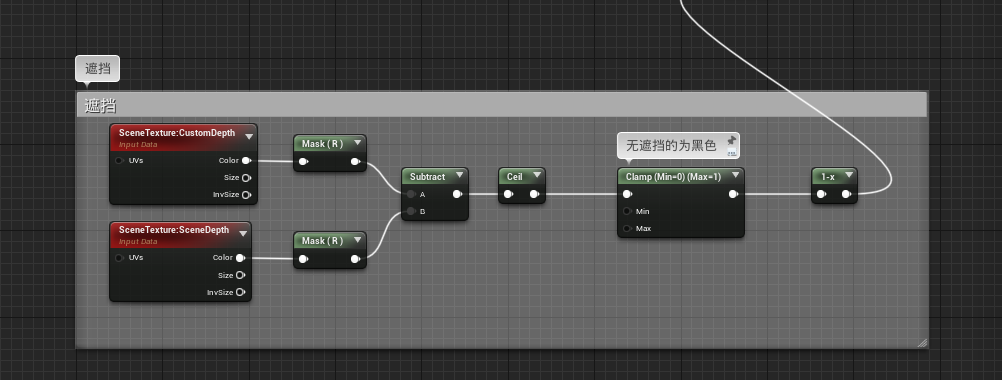 遮挡
遮挡
SceneTexture:CustomDepth
Input Data
UVs
Color
Size
InvSize
Mask ( R )
SceneTexture:SceneDepth
Input Data
UVs
Color
Size
InvSize
Mask ( R )
Subtract
A
B
Ceil
无遮挡的为黑色
Clamp (Min=0) (Max=1)
Min
Max
1-x